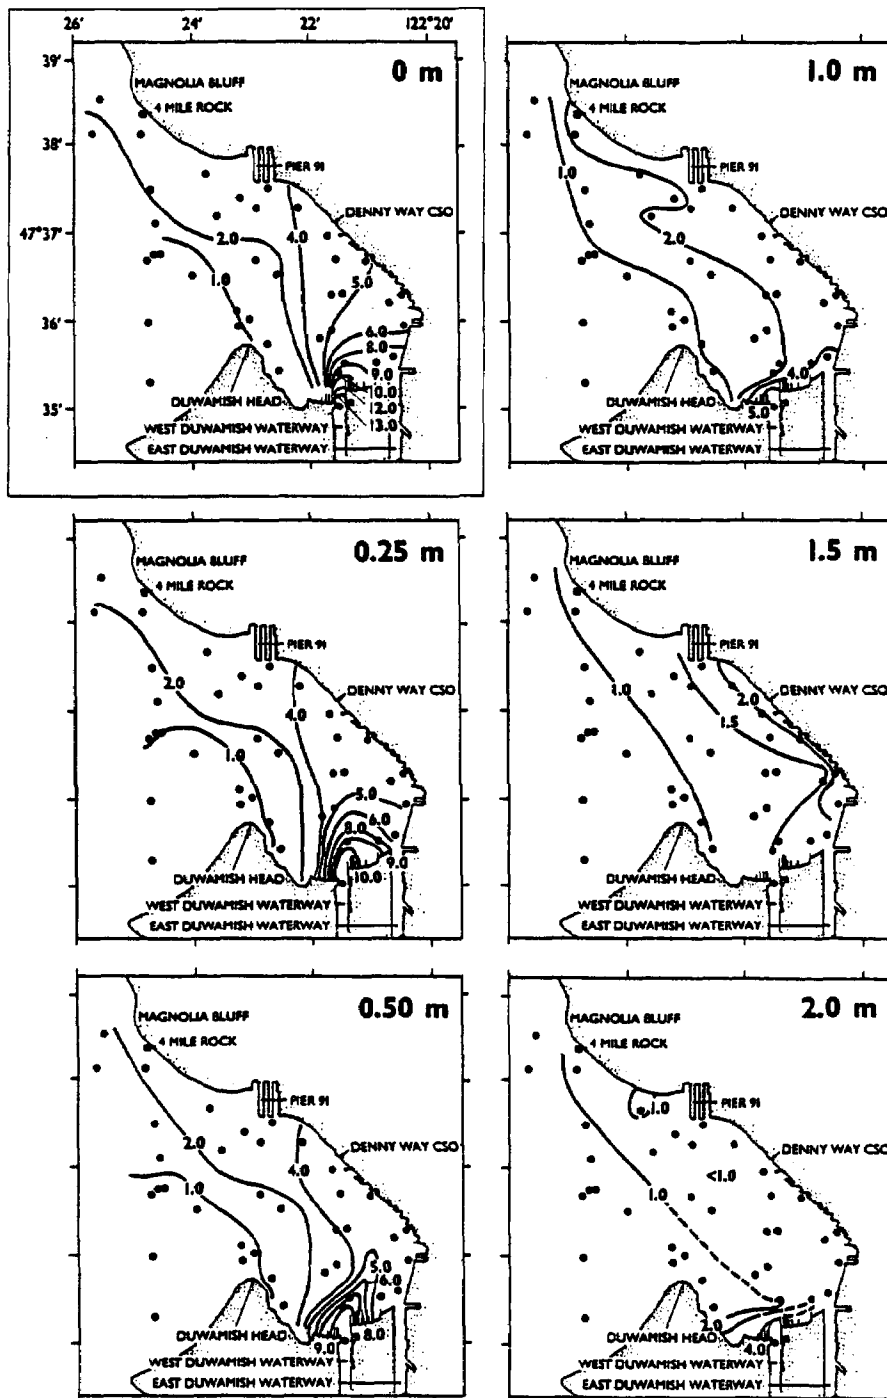 26' 24' 22' 122°20'
39'
38'
47°37'
36'
35'
0 m
MAGNOLIA BLUFF
4 MILE ROCK
PIER 91
DENNY WAY CSO
2.0
4.0
1.0
5.0
6.0
8.0
9.0
10.0
12.0
13.0
DUWAMISH HEAD
WEST DUWAMISH WATERWAY
EAST DUWAMISH WATERWAY
1.0 m
MAGNOLIA BLUFF
4 MILE ROCK
PIER 91
DENNY WAY CSO
1.0
2.0
4.0
5.0
DUWAMISH HEAD
WEST DUWAMISH WATERWAY
EAST DUWAMISH WATERWAY
0.25 m
MAGNOLIA BLUFF
4 MILE ROCK
PIER 91
DENNY WAY CSO
2.0
4.0
1.0
5.0
6.0
8.0
9.0
10.0
DUWAMISH HEAD
WEST DUWAMISH WATERWAY
EAST DUWAMISH WATERWAY
1.5 m
MAGNOLIA BLUFF
4 MILE ROCK
PIER 91
DENNY WAY CSO
1.0
2.0
1.5
DUWAMISH HEAD
WEST DUWAMISH WATERWAY
EAST DUWAMISH WATERWAY
0.50 m
MAGNOLIA BLUFF
4 MILE ROCK
PIER 91
DENNY WAY CSO
2.0
4.0
1.0
5.0
6.0
8.0
9.0
DUWAMISH HEAD
WEST DUWAMISH WATERWAY
EAST DUWAMISH WATERWAY
2.0 m
MAGNOLIA BLUFF
4 MILE ROCK
1.0
PIER 91
DENNY WAY CSO
<1.0
1.0
2.0
4.0
DUWAMISH HEAD
WEST DUWAMISH WATERWAY
EAST DUWAMISH WATERWAY